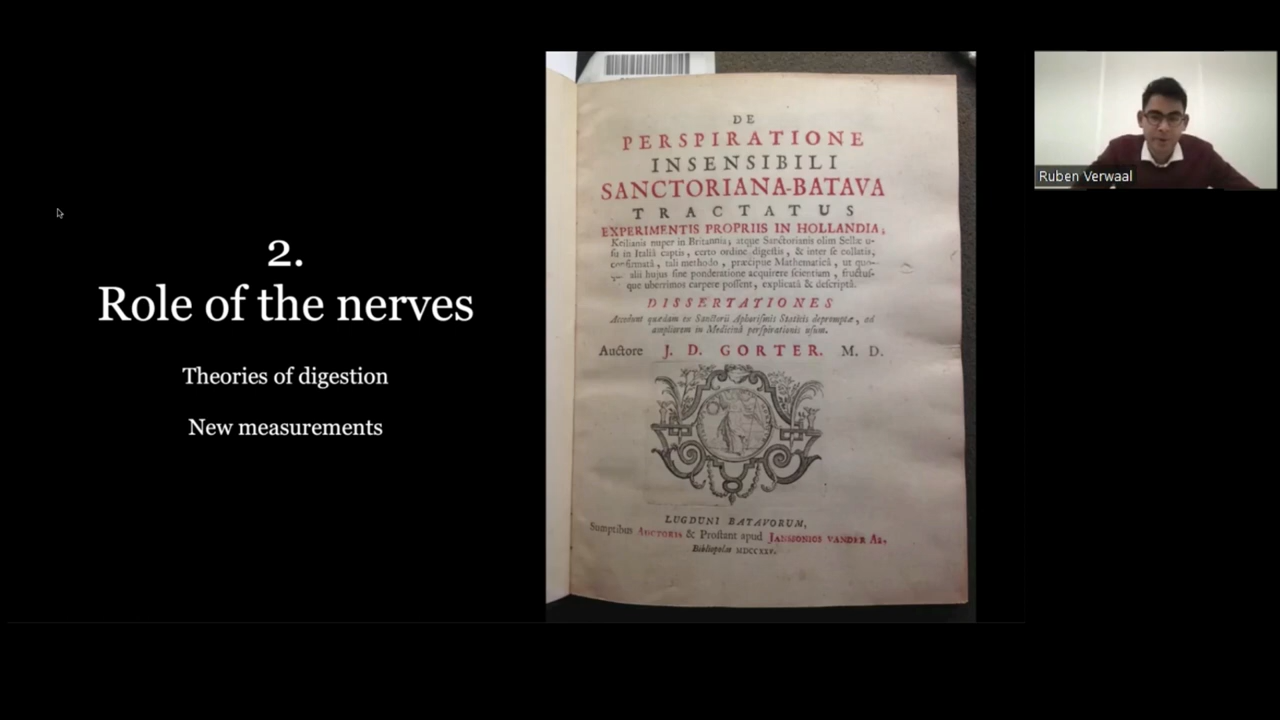 2.
Role of the nerves
Theories of digestion
New measurements
DE
PERSPIRATIONE
INSENSIBILI
SANCTORIANA-BATAVA
TRACTATUS
EXPERIMENTIS PROPRIIS IN HOLLANDIA;
Keilianis nuper in Britannia; atque Sanctorianis olim Sellæ u-
su in Italiâ captis, certo ordine digestis, & inter se collatis,
confirmatâ, tali methodo, præcipue Mathematicâ, ut
alii hujus sine ponderatione acquirere scientiam, fructus-
que uberrimos carpere possent, explicatâ & descriptâ.
DISSERTATIONES
Accedunt quædam ex Sanctorii Aphorismis Staticis depromptæ, ad
ampliorem in Medicinâ perspirationis usum.
Auctore J. D. GORTER. M. D.
LUGDUNI BATAVORUM,
Sumptibus AUCTORIS & Prostant apud JANSSONIOS VANDER AA,
Bibliopolas MDCCXXV.
Ruben Verwaal